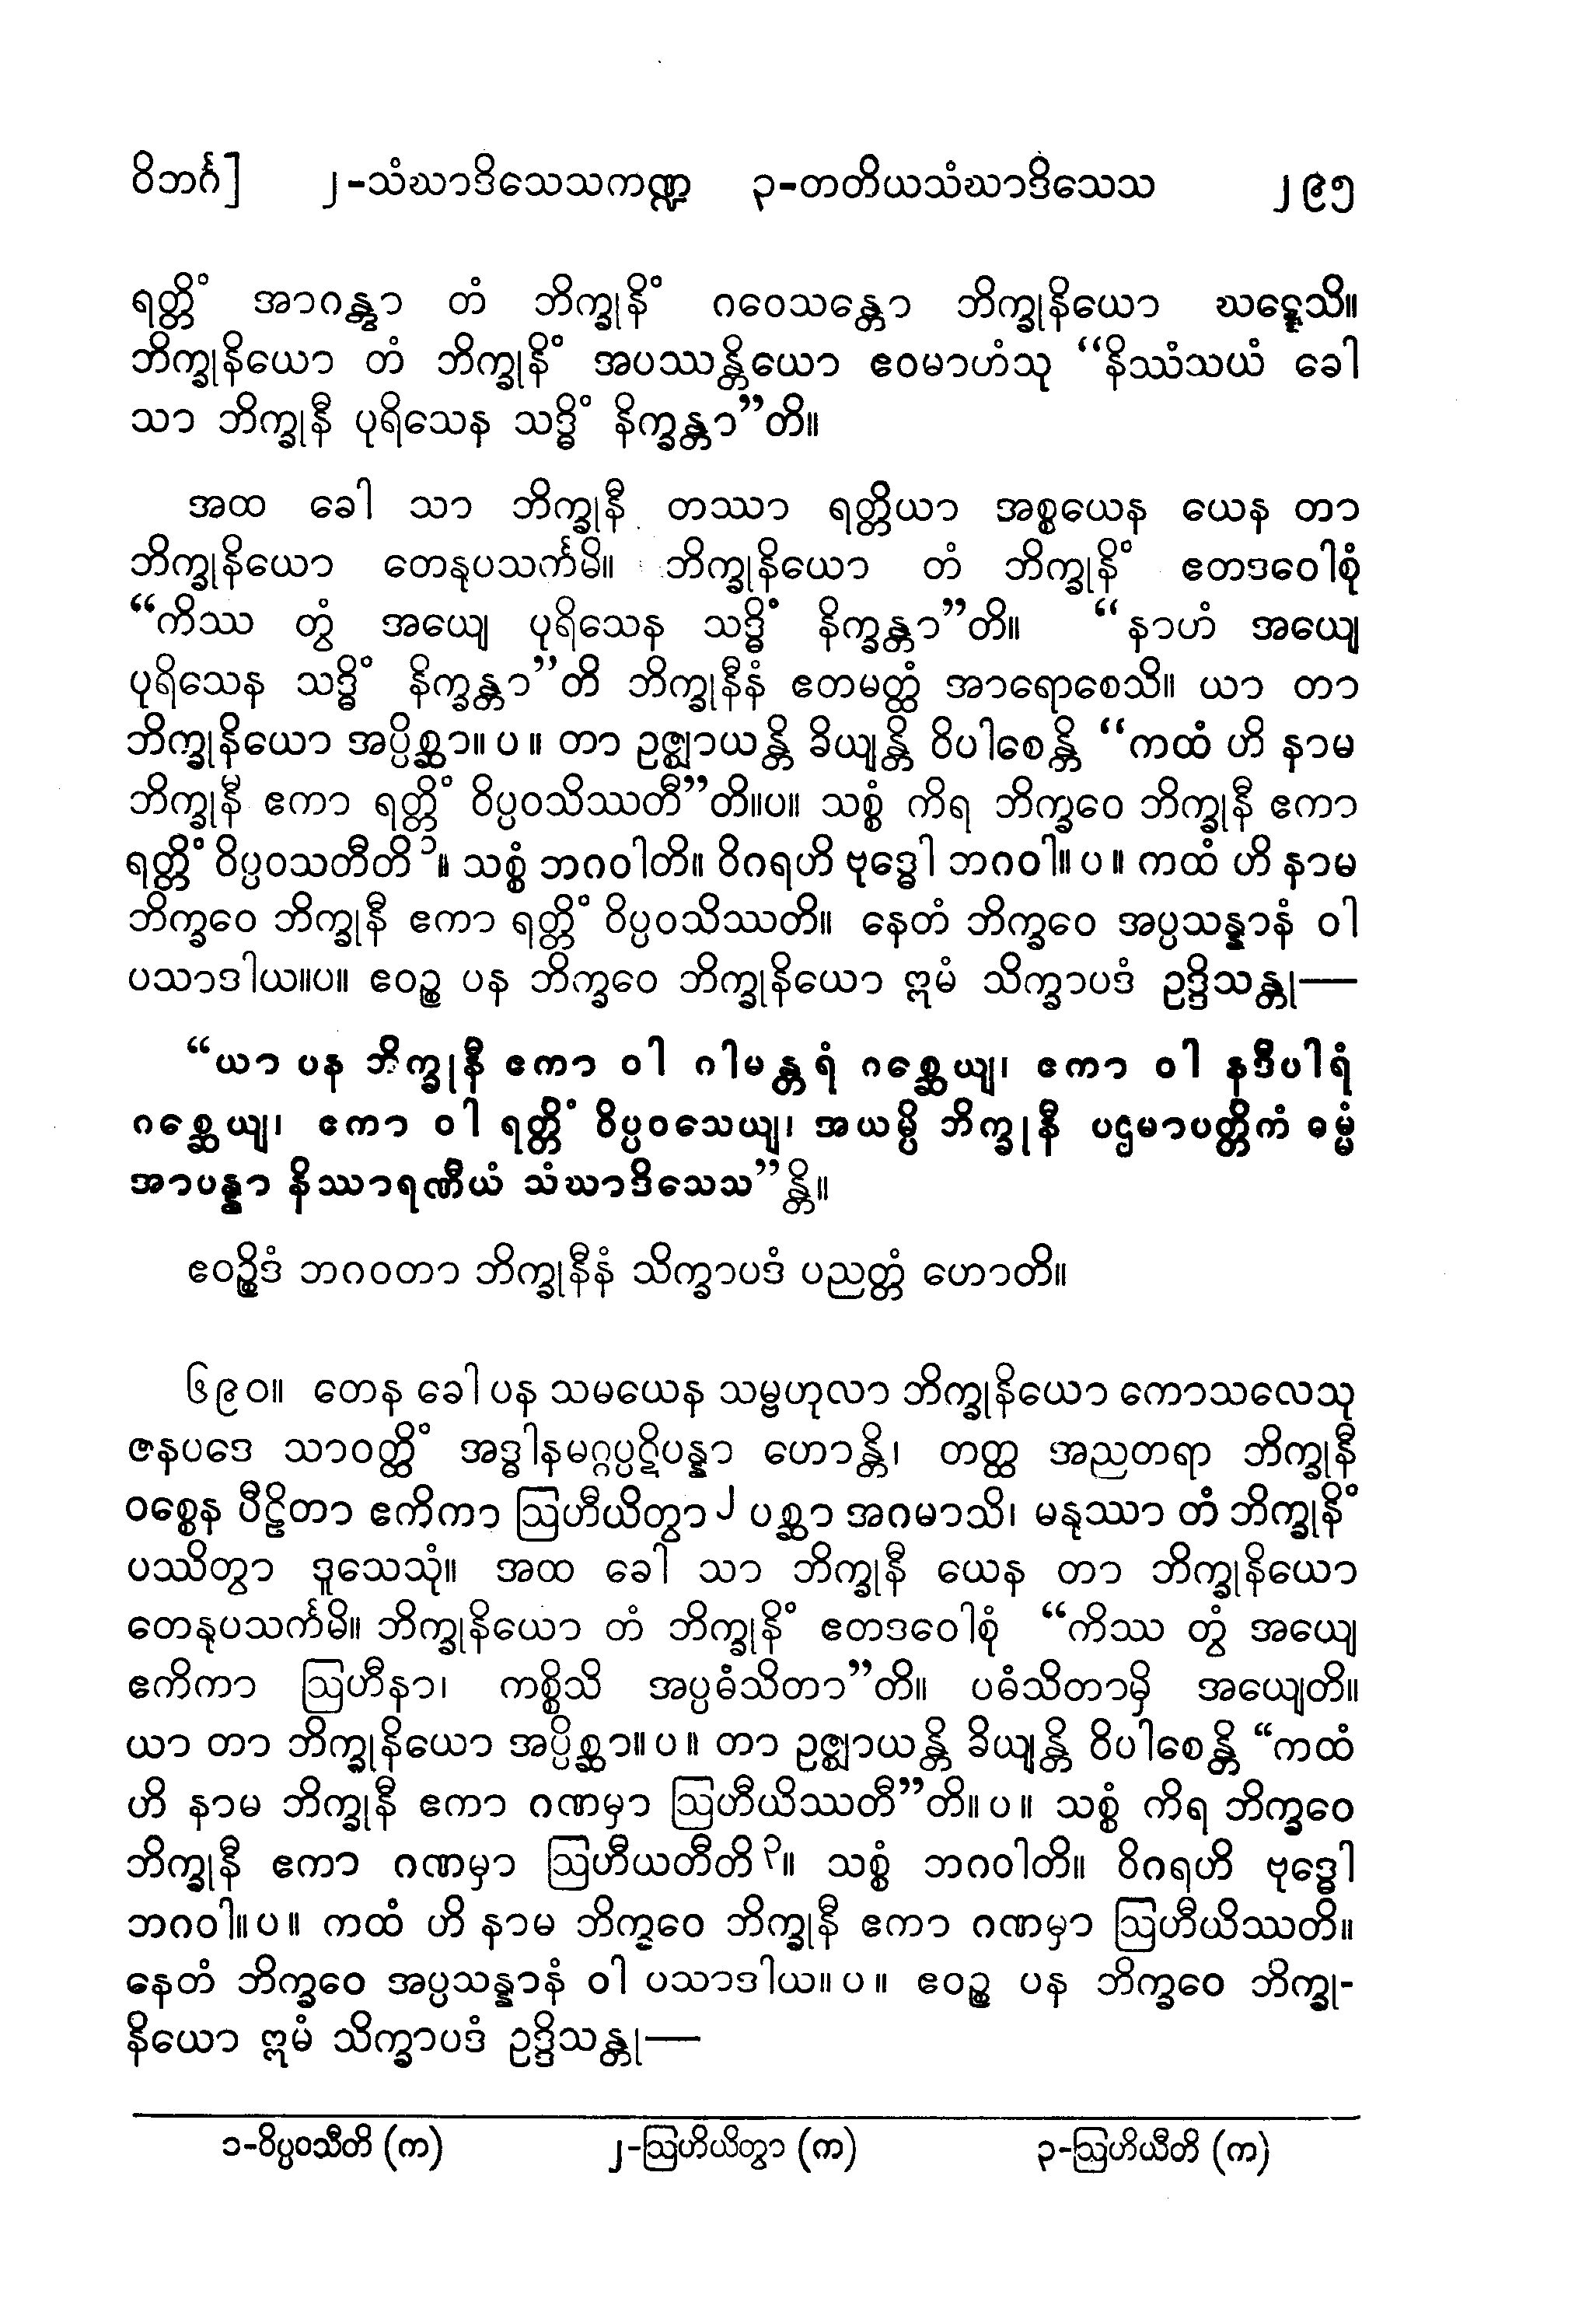 ဝိဘင်္ဂ] ၂-သံဃာဒိသေသကဏ္ဍ ၃-တတိယသံဃာဒိသေသ ၂၉၅
ရတ္တိံ အာဂန္တွာ တံ ဘိက္ခုနိံ ဂဝေသန္တော ဘိက္ခုနိယော ဃဋ္ဋေသိ။
ဘိက္ခုနိယော တံ ဘိက္ခုနိံ အပဿန္တိယော ဧဝမာဟံသု “နိဿံသယံ ခေါ
သာ ဘိက္ခုနီ ပုရိသေန သဒ္ဓိံ နိက္ခန္တာ”တိ။
အထ ခေါ သာ ဘိက္ခုနီ တဿာ ရတ္တိယာ အစ္စယေန ယေန တာ
ဘိက္ခုနိယော တေနုပသင်္ကမိ။ ဘိက္ခုနိယော တံ ဘိက္ခုနိံ ဧတဒဝေါစုံ
“ကိဿ တွံ အယျေ ပုရိသေန သဒ္ဓိံ နိက္ခန္တာ”တိ။ “နာဟံ အယျေ
ပုရိသေန သဒ္ဓိံ နိက္ခန္တာ”တိ ဘိက္ခုနီနံ ဧတမတ္ထံ အာရောစေသိ။ ယာ တာ
ဘိက္ခုနိယော အပ္ပိစ္ဆာ။ ပ ။ တာ ဥဇ္ဈာယန္တိ ခိယျန္တိ ဝိပါစေန္တိ “ကထံ ဟိ နာမ
ဘိက္ခုနီ ဧကာ ရတ္တိံ ဝိပ္ပဝသိဿတီ”တိ။ပ။ သစ္စံ ကိရ ဘိက္ခဝေ ဘိက္ခုနီ ဧကာ
ရတ္တိံ ဝိပ္ပဝသတီတိ ၁။ သစ္စံ ဘဂဝါတိ။ ဝိဂရဟိ ဗုဒ္ဓေါ ဘဂဝါ။ ပ ။ ကထံ ဟိ နာမ
ဘိက္ခဝေ ဘိက္ခုနီ ဧကာ ရတ္တိံ ဝိပ္ပဝသိဿတိ။ နေတံ ဘိက္ခဝေ အပ္ပသန္နာနံ ဝါ
ပသာဒါယ။ပ။ ဧဝဉ္စ ပန ဘိက္ခဝေ ဘိက္ခုနိယော ဣမံ သိက္ခာပဒံ ဥဒ္ဒိသန္တု—
“ယာ ပန ဘိက္ခုနီ ဧကာ ဝါ ဂါမန္တရံ ဂစ္ဆေယျ၊ ဧကာ ဝါ နဒီပါရံ
ဂစ္ဆေယျ၊ ဧကာ ဝါ ရတ္တိံ ဝိပ္ပဝသေယျ၊ အယမ္ပိ ဘိက္ခုနီ ပဌမာပတ္တိကံ ဓမ္မံ
အာပန္နာ နိဿာရဏီယံ သံဃာဒိသေသ”န္တိ။
ဧဝဉ္စိဒံ ဘဂဝတာ ဘိက္ခုနီနံ သိက္ခာပဒံ ပညတ္တံ ဟောတိ။
၆၉၀။ တေန ခေါ ပန သမယေန သမ္ဗဟုလာ ဘိက္ခုနိယော ကောသလေသု
ဇနပဒေ သာဝတ္ထိံ အဒ္ဓါနမဂ္ဂပ္ပဋိပန္နာ ဟောန္တိ၊ တတ္ထ အညတရာ ဘိက္ခုနီ
ဝစ္စေန ပီဠိတာ ဧကိကာ ဩဟီယိတွာ၂ ပစ္ဆာ အဂမာသိ၊ မနုဿာ တံ ဘိက္ခုနိံ
ပဿိတွာ ဒူသေသုံ။ အထ ခေါ သာ ဘိက္ခုနီ ယေန တာ ဘိက္ခုနိယော
တေနုပသင်္ကမိ။ ဘိက္ခုနိယော တံ ဘိက္ခုနိံ ဧတဒဝေါစုံ “ကိဿ တွံ အယျေ
ဧကိကာ ဩဟီနာ၊ ကစ္စိသိ အပ္ပဓံသိတာ”တိ။ ပဓံသိတာမှိ အယျေတိ။
ယာ တာ ဘိက္ခုနိယော အပ္ပိစ္ဆာ။ ပ ။ တာ ဥဇ္ဈာယန္တိ ခိယျန္တိ ဝိပါစေန္တိ “ကထံ
ဟိ နာမ ဘိက္ခုနီ ဧကာ ဂဏမှာ ဩဟီယိဿတီ”တိ။ ပ ။ သစ္စံ ကိရ ဘိက္ခဝေ
ဘိက္ခုနီ ဧကာ ဂဏမှာ ဩဟီယတီတိ ၃။ သစ္စံ ဘဂဝါတိ။ ဝိဂရဟိ ဗုဒ္ဓေါ
ဘဂဝါ။ ပ ။ ကထံ ဟိ နာမ ဘိက္ခဝေ ဘိက္ခုနီ ဧကာ ဂဏမှာ ဩဟီယိဿတိ။
နေတံ ဘိက္ခဝေ အပ္ပသန္နာနံ ဝါ ပသာဒါယ။ ပ ။ ဧဝဉ္စ ပန ဘိက္ခဝေ ဘိက္ခု-
နိယော ဣမံ သိက္ခာပဒံ ဥဒ္ဒိသန္တု—
၁-ဝိပ္ပဝသီတိ (က) ၂-ဩဟိယိတွာ (က) ၃-ဩဟိယီတိ (က)